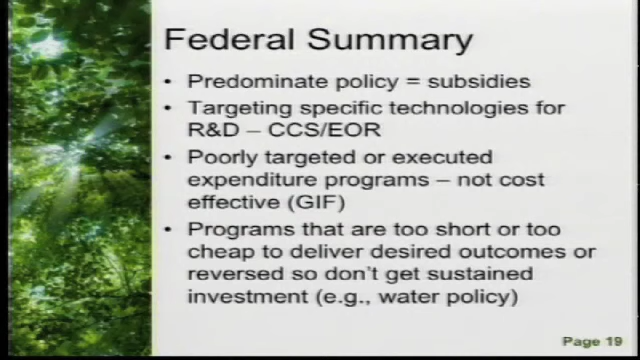 Federal Summary
• Predominate policy = subsidies
• Targeting specific technologies for
R&D – CCS/EOR
• Poorly targeted or executed
expenditure programs – not cost
effective (GIF)
• Programs that are too short or too
cheap to deliver desired outcomes or
reversed so don't get sustained
investment (e.g., water policy)
Page 19